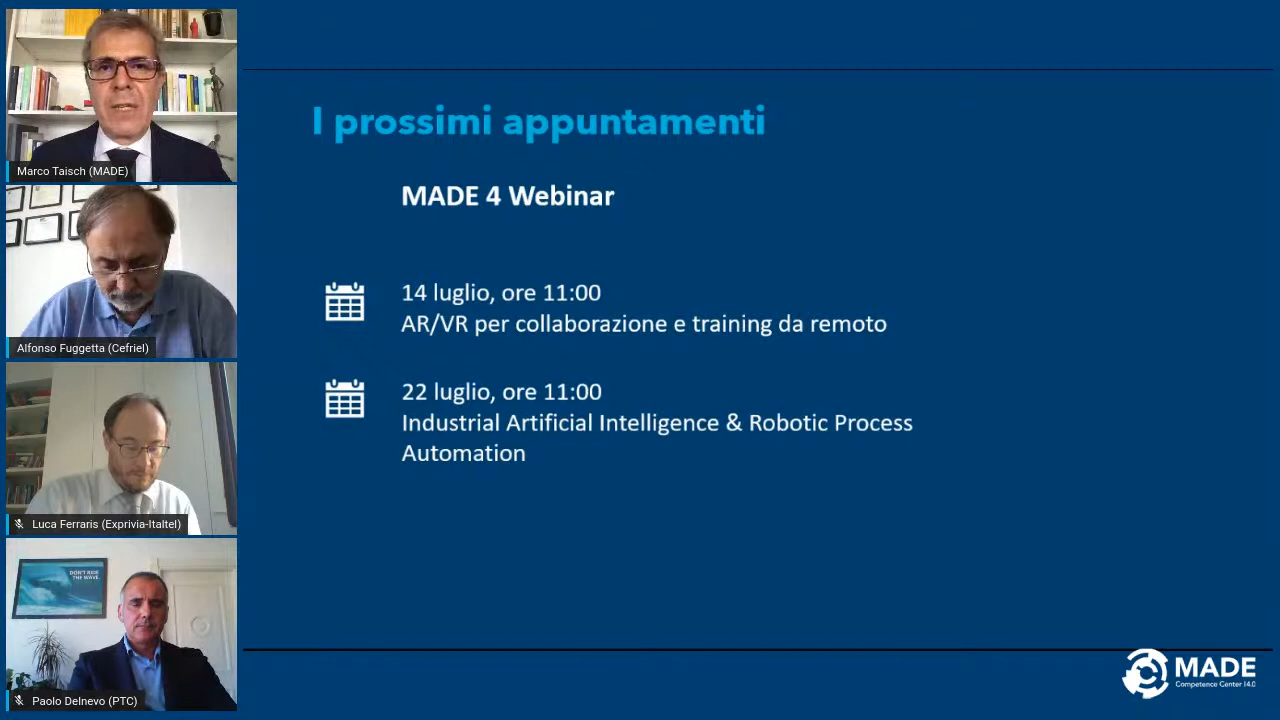 Marco Taisch (MADE)
Alfonso Fuggetta (Cefriel)
Luca Ferraris (Exprivia-Italtel)
DON'T RIDE
THE WAVE.
Paolo Delnevo (PTC)
I prossimi appuntamenti
MADE 4 Webinar
14 luglio, ore 11:00
AR/VR per collaborazione e training da remoto
22 luglio, ore 11:00
Industrial Artificial Intelligence & Robotic Process
Automation
MADE
Competence Center I4.0